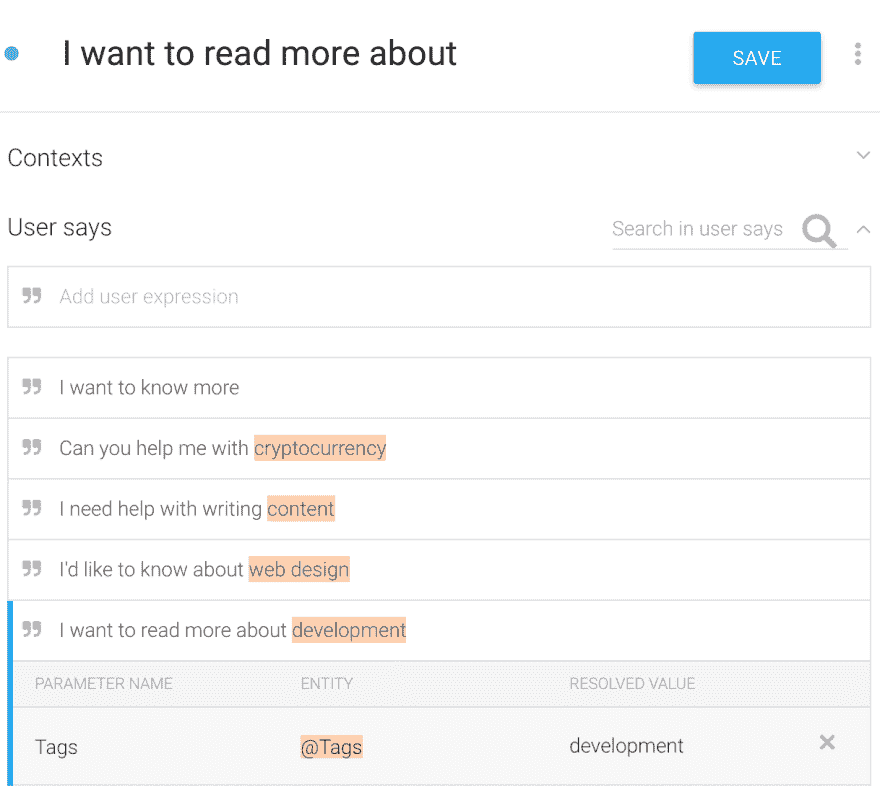 I want to read more about
SAVE
Contexts
User says
Search in user says
Add user expression
I want to know more
Can you help me with cryptocurrency
I need help with writing content
I'd like to know about web design
I want to read more about development
PARAMETER NAME ENTITY RESOLVED VALUE
Tags @Tags development